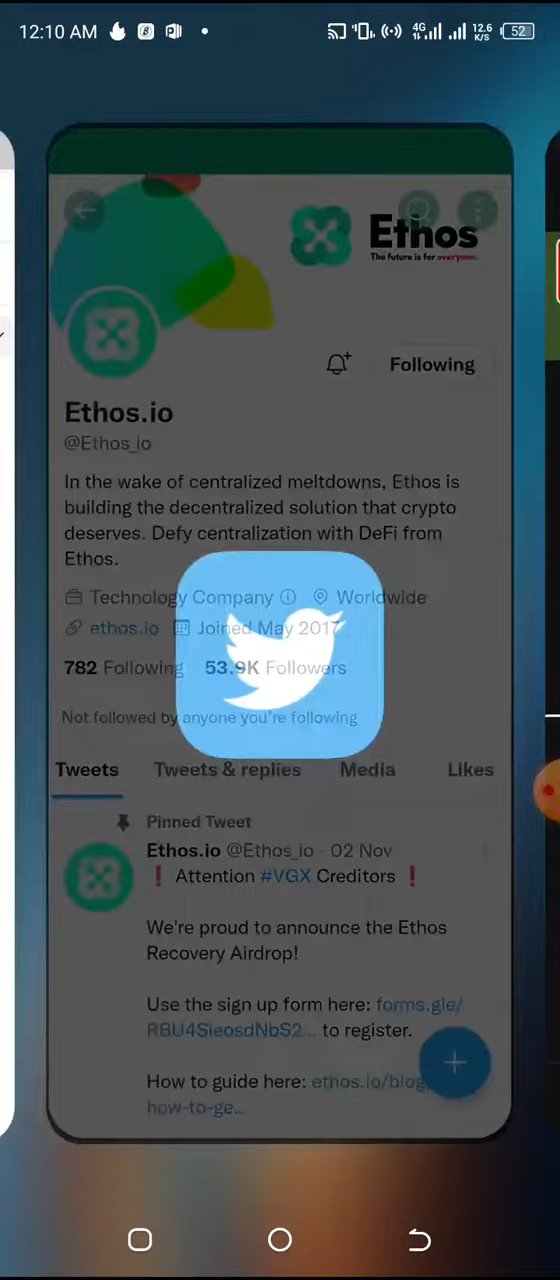 12:10 AM
4G
12.6
K/S
52
Ethos
The future is for everyone.
Following
Ethos.io
@Ethos_io
In the wake of centralized meltdowns, Ethos is
building the decentralized solution that crypto
deserves. Defy centralization with DeFi from
Ethos.
Technology Company
Worldwide
ethos.io
Joined May 2017
782 Following
53.9K Followers
Not followed by anyone you're following
Tweets
Tweets & replies
Media
Likes
Pinned Tweet
Ethos.io @Ethos_io · 02 Nov
❗ Attention #VGX Creditors ❗
We're proud to announce the Ethos
Recovery Airdrop!
Use the sign up form here: forms.gle/
RBU4SieosdNbS2... to register.
How to guide here: ethos.io/blog/
how-to-ge...